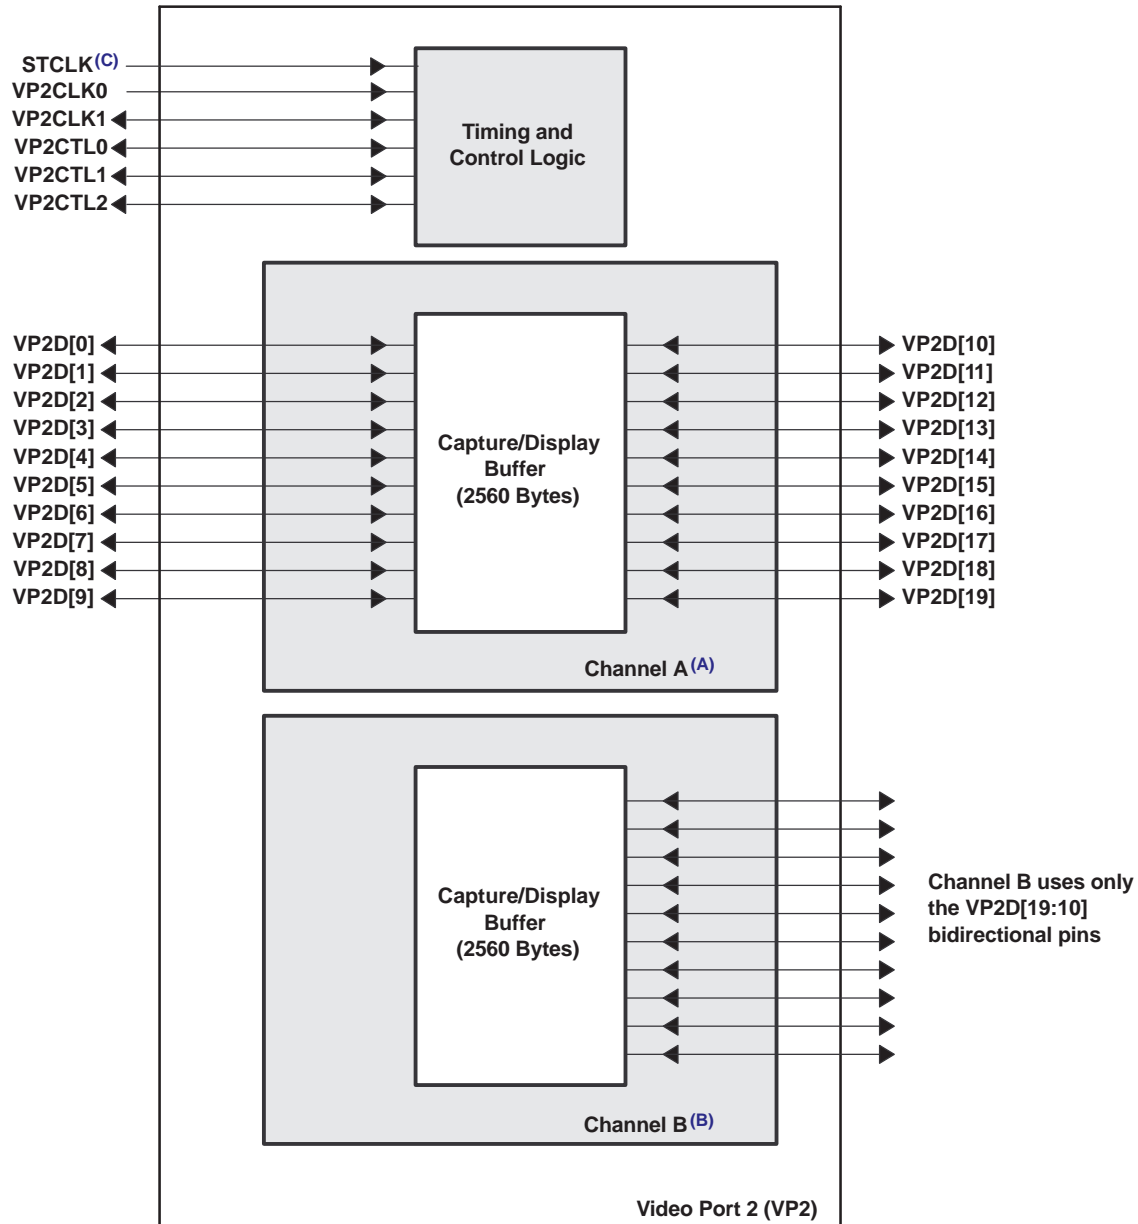 STCLK(C)
VP2CLK0
VP2CLK1
VP2CTL0
VP2CTL1
VP2CTL2
Timing and
Control Logic
VP2D[0]
VP2D[1]
VP2D[2]
VP2D[3]
VP2D[4]
VP2D[5]
VP2D[6]
VP2D[7]
VP2D[8]
VP2D[9]
Capture/Display
Buffer
(2560 Bytes)
VP2D[10]
VP2D[11]
VP2D[12]
VP2D[13]
VP2D[14]
VP2D[15]
VP2D[16]
VP2D[17]
VP2D[18]
VP2D[19]
Channel A(A)
Capture/Display
Buffer
(2560 Bytes)
Channel B uses only
the VP2D[19:10]
bidirectional pins
Channel B(B)
Video Port 2 (VP2)